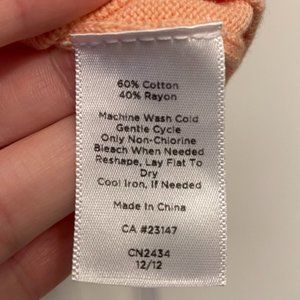 60% Cotton
40% Rayon
Machine Wash Cold
Gentle Cycle
Only Non-Chlorine
Bleach When Needed
Reshape, Lay Flat To
Dry
Cool Iron, If Needed
Made In China
CA #23147
CN2434
12/12